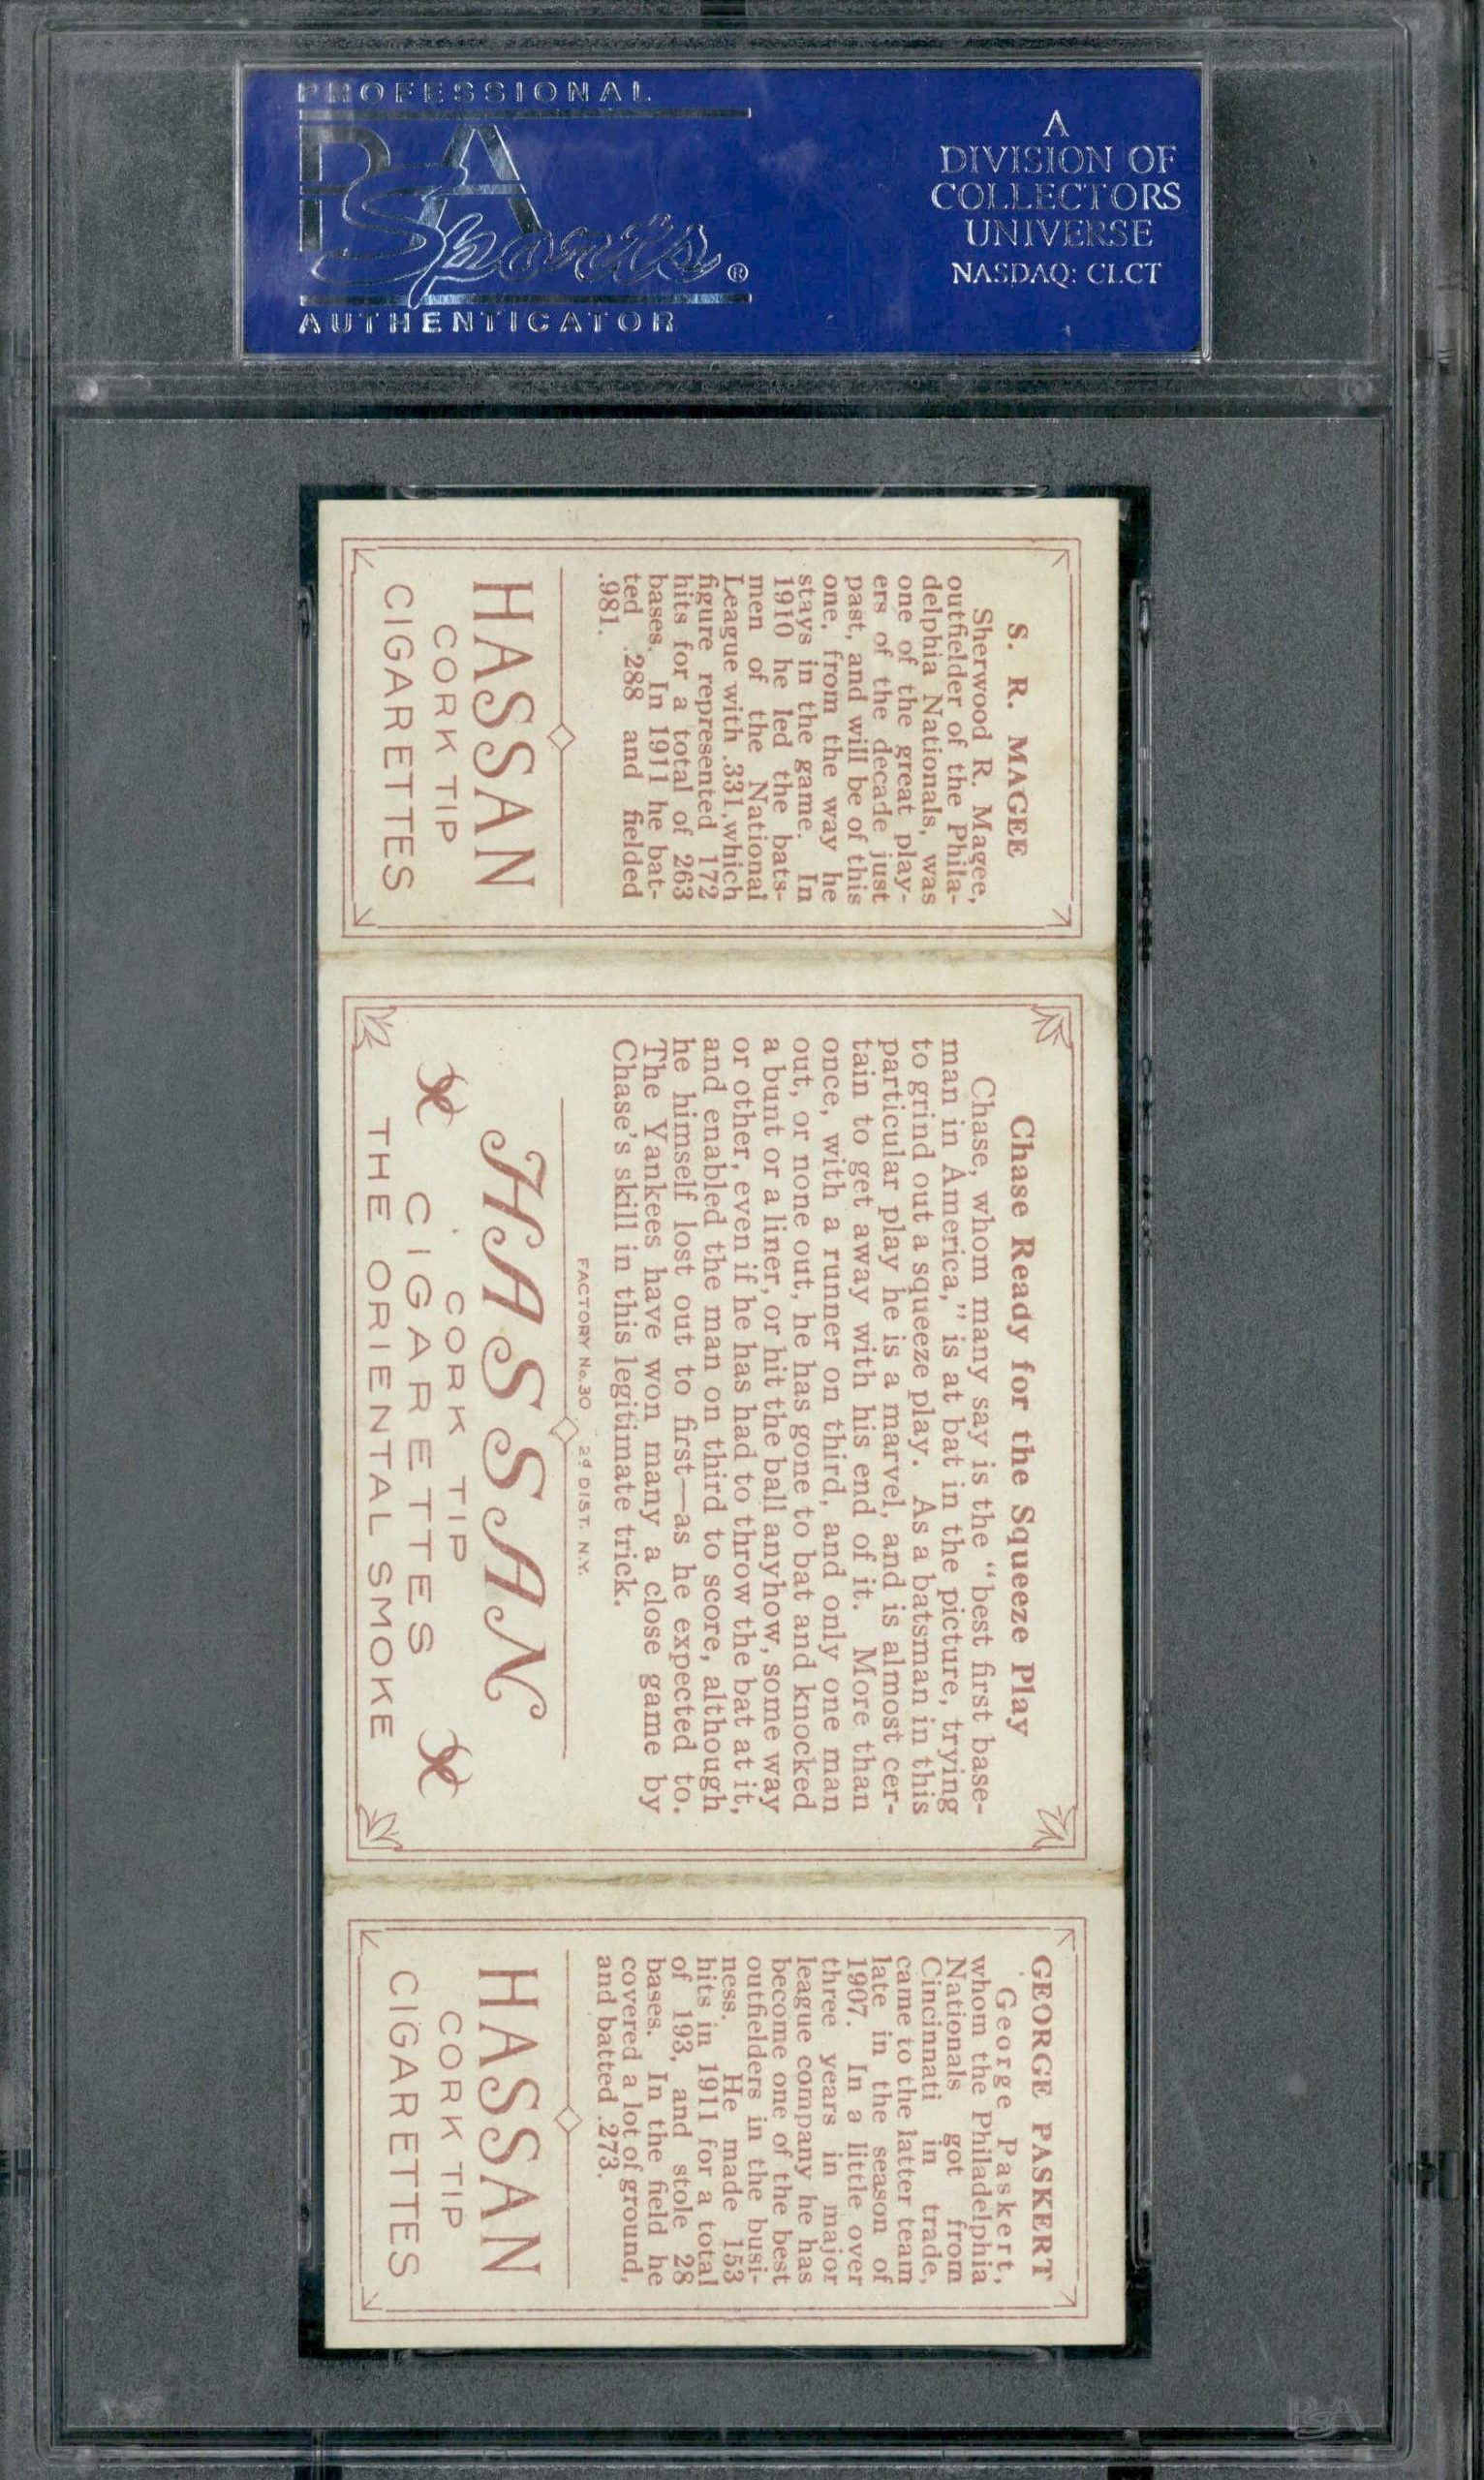 PROFESSIONAL
PSA
Sports®
AUTHENTICATOR
A
DIVISION OF
COLLECTORS
UNIVERSE
NASDAQ: CLCT
S. R. MAGEE
Sherwood R. Magee,
outfielder of the Phila-
delphia Nationals, was
one of the great play-
ers of the decade just
past, and will be of this
one, from the way he
stays in the game. In
1910 he led the bats-
men of the National
League with .331, which
figure represented 172
hits for a total of 263
bases. In 1911 he bat-
ted .288 and fielded
.981.
HASSAN
CORK TIP
CIGARETTES
Chase Ready for the Squeeze Play
Chase, whom many say is the "best first base-
man in America," is at bat in the picture, trying
to grind out a squeeze play. As a batsman in this
particular play he is a marvel, and is almost cer-
tain to get away with his end of it. More than
once, with a runner on third, and only one man
out, or none out, he has gone to bat and knocked
a bunt or a liner, or hit the ball anyhow, some way
or other, even if he has had to throw the bat at it,
and enabled the man on third to score, although
he himself lost out to first—as he expected to.
The Yankees have won many a close game by
Chase's skill in this legitimate trick.
FACTORY No. 30 2d DIST. N.Y.
HASSAN
CORK TIP
CIGARETTES
THE ORIENTAL SMOKE
GEORGE PASKERT
George Paskert,
whom the Philadelphia
Nationals got from
Cincinnati in trade,
came to the latter team
late in the season of
1907. In a little over
three years in major
league company he has
become one of the best
outfielders in the busi-
ness. He made 153
hits in 1911 for a total
of 193, and stole 28
bases. In the field he
covered a lot of ground,
and batted .273.
HASSAN
CORK TIP
CIGARETTES
PSA